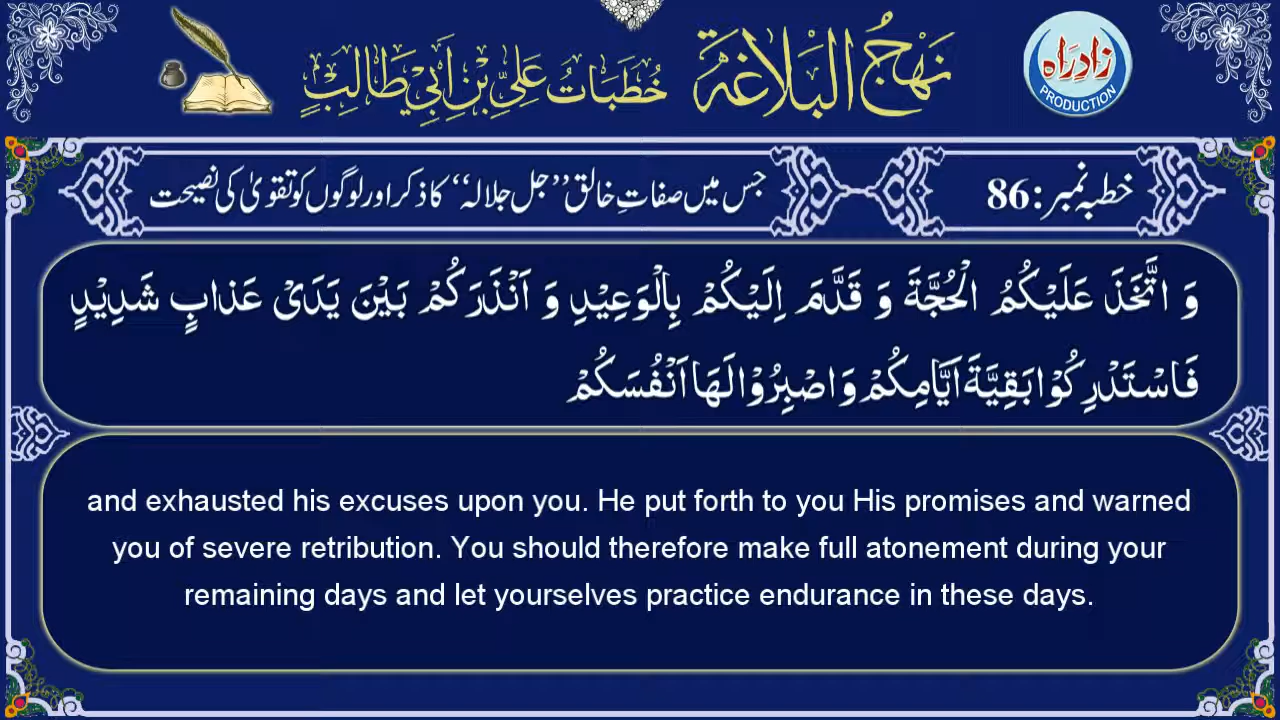 نَهْجُ الْبَلَاغَة خُطَبَاتُ عَلِيِّ بْنِ اَبِيْ طَالِبٍ
زادِراہ
PRODUCTION
خطبہ نمبر: 86
جس میں صفاتِ خالق ”جل جلالہ“ کا ذکر اور لوگوں کو تقویٰ کی نصیحت
وَ اتَّخَذَ عَلَيْكُمُ الْحُجَّةَ وَ قَدَّمَ اِلَيْكُمْ بِالْوَعِيْدِ وَ اَنْذَرَكُمْ بَيْنَ يَدَیْ عَذابٍ شَدِيْدٍ
فَاسْتَدْرِكُوْا بَقِيَّةَ اَيَّامِكُمْ وَ اصْبِرُوْا لَهَا اَنْفُسَكُمْ
and exhausted his excuses upon you. He put forth to you His promises and warned
you of severe retribution. You should therefore make full atonement during your
remaining days and let yourselves practice endurance in these days.